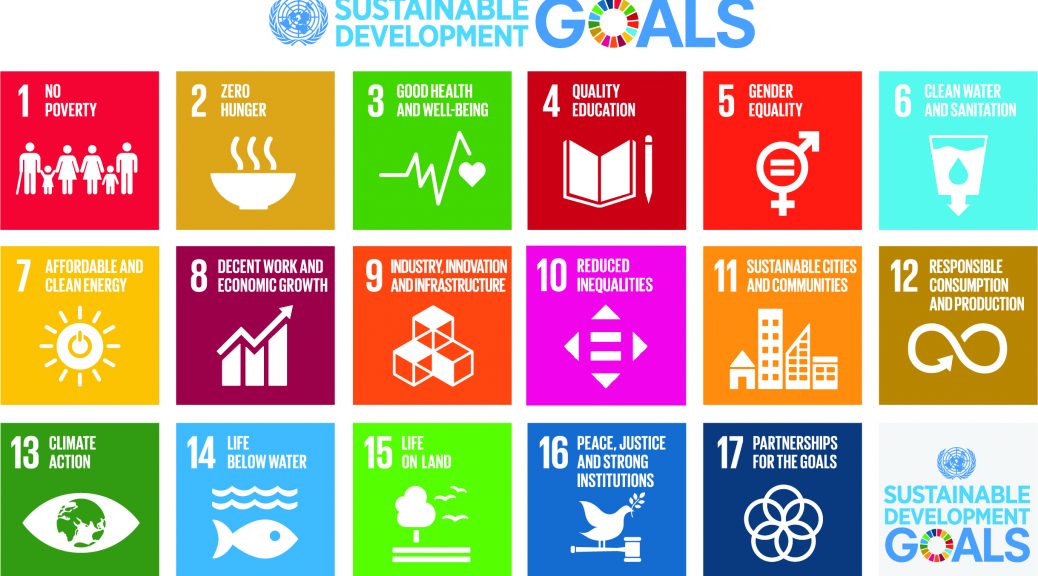 SUSTAINABLE
DEVELOPMENT
GOALS
1 NO
POVERTY
2 ZERO
HUNGER
3 GOOD HEALTH
AND WELL-BEING
4 QUALITY
EDUCATION
5 GENDER
EQUALITY
6 CLEAN WATER
AND SANITATION
7 AFFORDABLE AND
CLEAN ENERGY
8 DECENT WORK AND
ECONOMIC GROWTH
9 INDUSTRY, INNOVATION
AND INFRASTRUCTURE
10 REDUCED
INEQUALITIES
11 SUSTAINABLE CITIES
AND COMMUNITIES
12 RESPONSIBLE
CONSUMPTION
AND PRODUCTION
13 CLIMATE
ACTION
14 LIFE
BELOW WATER
15 LIFE
ON LAND
16 PEACE, JUSTICE
AND STRONG
INSTITUTIONS
17 PARTNERSHIPS
FOR THE GOALS
SUSTAINABLE
DEVELOPMENT
GOALS